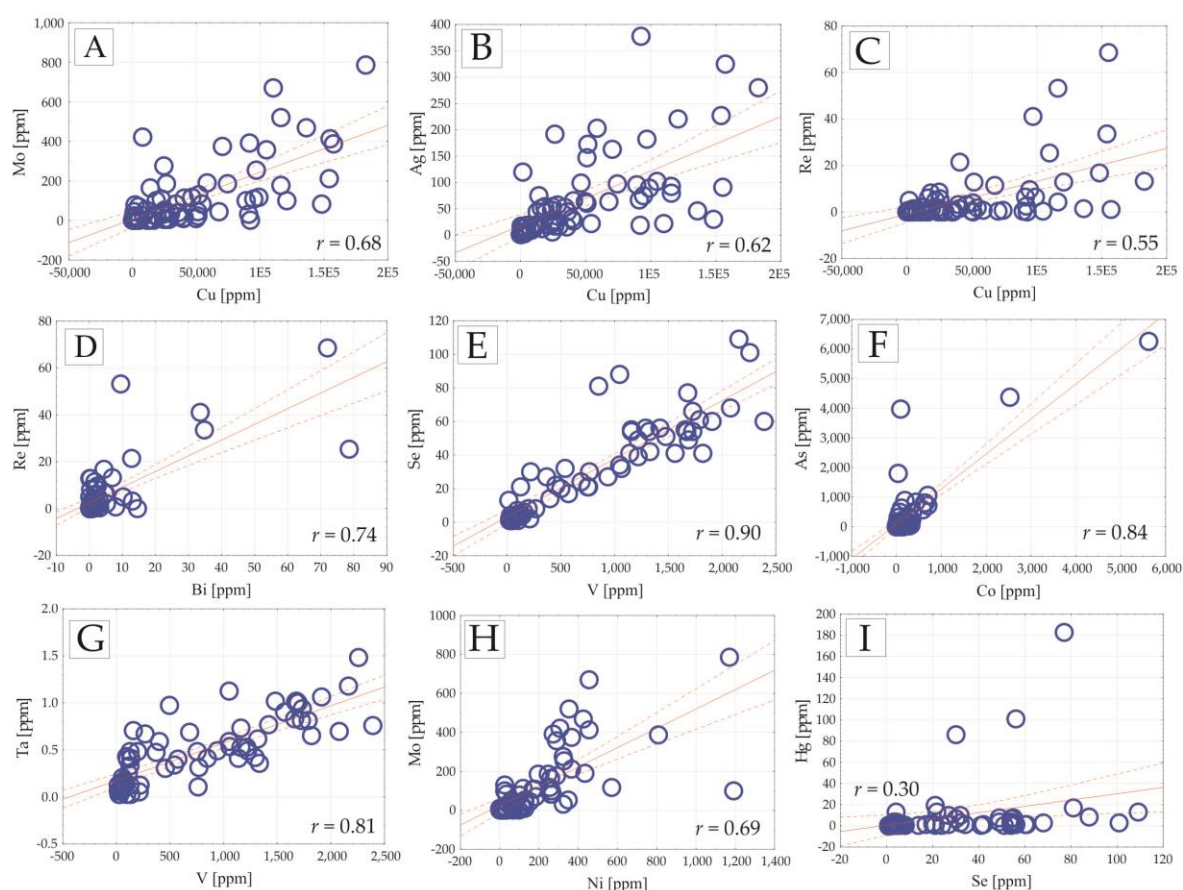 A
1,000
800
600
400
200
0
-200
Mo [ppm]
r = 0.68
-50,000 0 50,000 1E5 1.5E5 2E5
Cu [ppm]
B
400
350
300
250
200
150
100
50
0
-50
Ag [ppm]
r = 0.62
-50,000 0 50,000 1E5 1.5E5 2E5
Cu [ppm]
C
80
60
40
20
0
-20
Re [ppm]
r = 0.55
-50,000 0 50,000 1E5 1.5E5 2E5
Cu [ppm]
D
80
60
40
20
0
-20
Re [ppm]
r = 0.74
-10 0 10 20 30 40 50 60 70 80 90
Bi [ppm]
E
120
100
80
60
40
20
0
-20
Se [ppm]
r = 0.90
-500 0 500 1,000 1,500 2,000 2,500
V [ppm]
F
7,000
6,000
5,000
4,000
3,000
2,000
1,000
0
-1,000
As [ppm]
r = 0.84
-1,000 0 1,000 2,000 3,000 4,000 5,000 6,000
Co [ppm]
G
2.0
1.5
1.0
0.5
0.0
-0.5
Ta [ppm]
r = 0.81
-500 0 500 1,000 1,500 2,000 2,500
V [ppm]
H
1000
800
600
400
200
0
-200
Mo [ppm]
r = 0.69
-200 0 200 400 600 800 1,000 1,200 1,400
Ni [ppm]
I
200
180
160
140
120
100
80
60
40
20
0
-20
Hg [ppm]
r = 0.30
-20 0 20 40 60 80 100 120
Se [ppm]